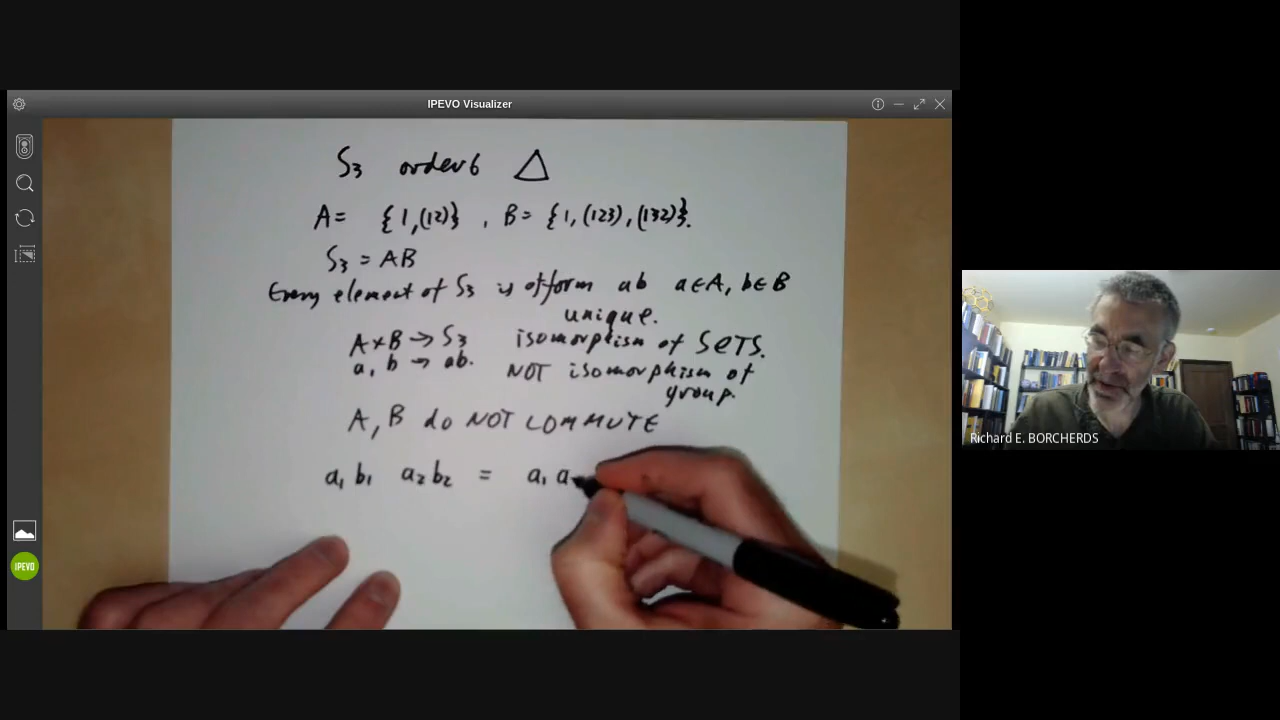 IPEVO Visualizer
S3 order 6 △
A = {1,(12)}, B = {1,(123),(132)}.
S3 = AB
Every element of S3 is of form ab a∈A, b∈B
unique.
A×B → S3 isomorphism of SETS.
a, b → ab. NOT isomorphism of
group.
A, B do NOT COMMUTE
a1 b1 a2 b2 = a1 a
IPEVO
Richard E. BORCHERDS